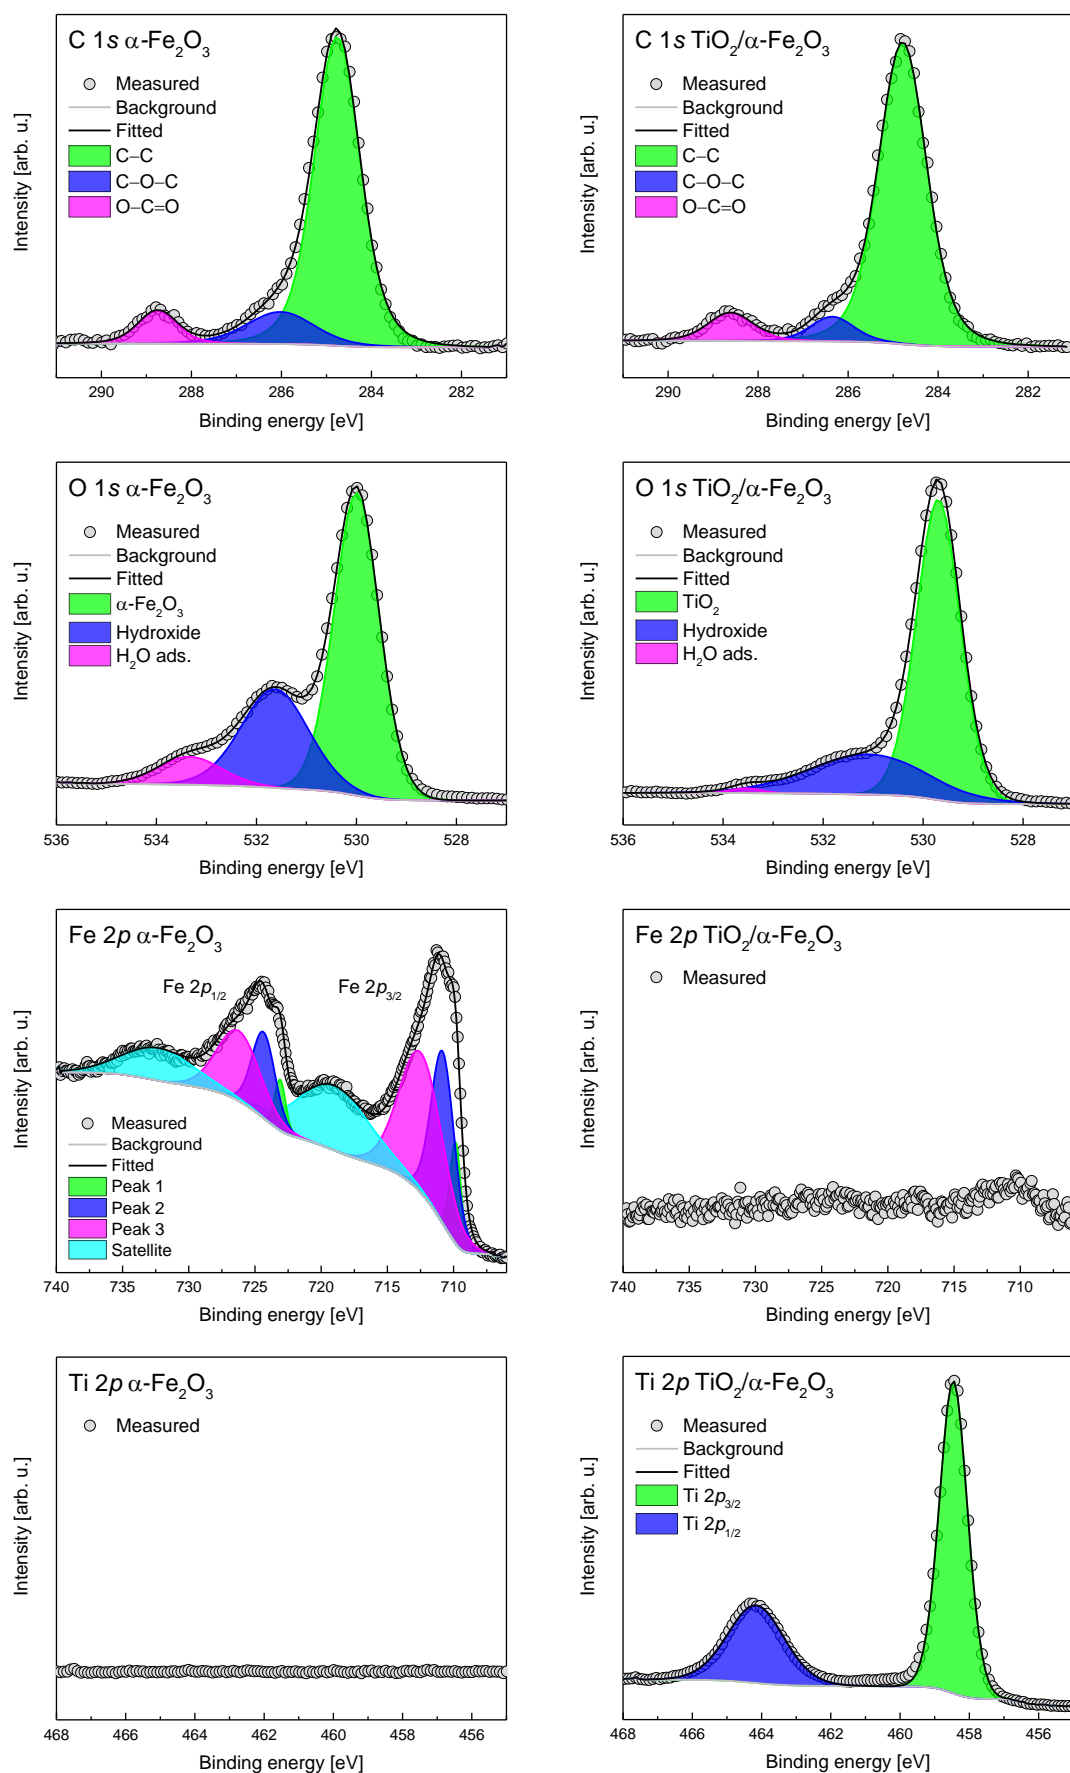 C 1s α-Fe₂O₃
Measured
Background
Fitted
C–C
C–O–C
O–C=O
Intensity [arb. u.]
290 288 286 284 282
Binding energy [eV]
C 1s TiO₂/α-Fe₂O₃
Measured
Background
Fitted
C–C
C–O–C
O–C=O
Intensity [arb. u.]
290 288 286 284 282
Binding energy [eV]
O 1s α-Fe₂O₃
Measured
Background
Fitted
α-Fe₂O₃
Hydroxide
H₂O ads.
Intensity [arb. u.]
536 534 532 530 528
Binding energy [eV]
O 1s TiO₂/α-Fe₂O₃
Measured
Background
Fitted
TiO₂
Hydroxide
H₂O ads.
Intensity [arb. u.]
536 534 532 530 528
Binding energy [eV]
Fe 2p α-Fe₂O₃
Fe 2p₁/₂ Fe 2p₃/₂
Measured
Background
Fitted
Peak 1
Peak 2
Peak 3
Satellite
Intensity [arb. u.]
740 735 730 725 720 715 710
Binding energy [eV]
Fe 2p TiO₂/α-Fe₂O₃
Measured
Intensity [arb. u.]
740 735 730 725 720 715 710
Binding energy [eV]
Ti 2p α-Fe₂O₃
Measured
Intensity [arb. u.]
468 466 464 462 460 458 456
Binding energy [eV]
Ti 2p TiO₂/α-Fe₂O₃
Measured
Background
Fitted
Ti 2p₃/₂
Ti 2p₁/₂
Intensity [arb. u.]
468 466 464 462 460 458 456
Binding energy [eV]